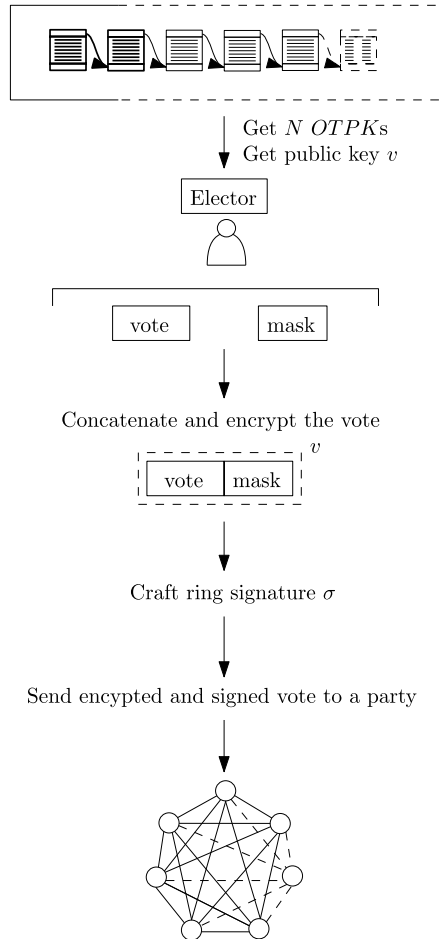 Get N OTPKs
Get public key v
Elector
vote mask
Concatenate and encrypt the vote
v
vote mask
Craft ring signature σ
Send encrypted and signed vote to a party